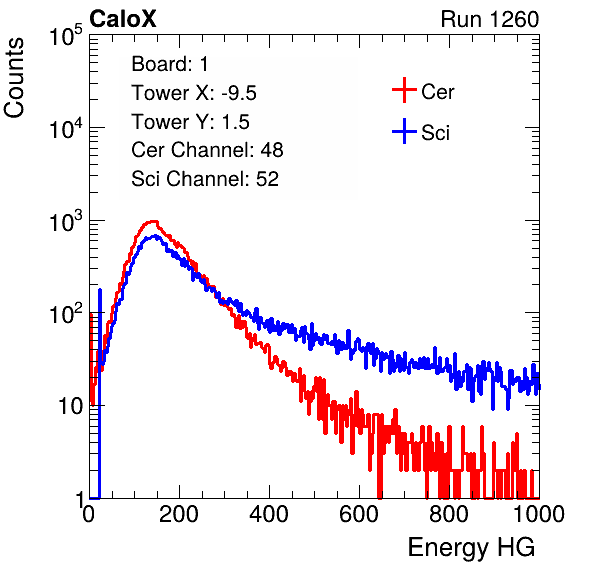 CaloX Run 1260
Counts
10^5
10^4
10^3
10^2
10
1
Board: 1
Tower X: -9.5
Tower Y: 1.5
Cer Channel: 48
Sci Channel: 52
Cer
Sci
0 200 400 600 800 1000
Energy HG